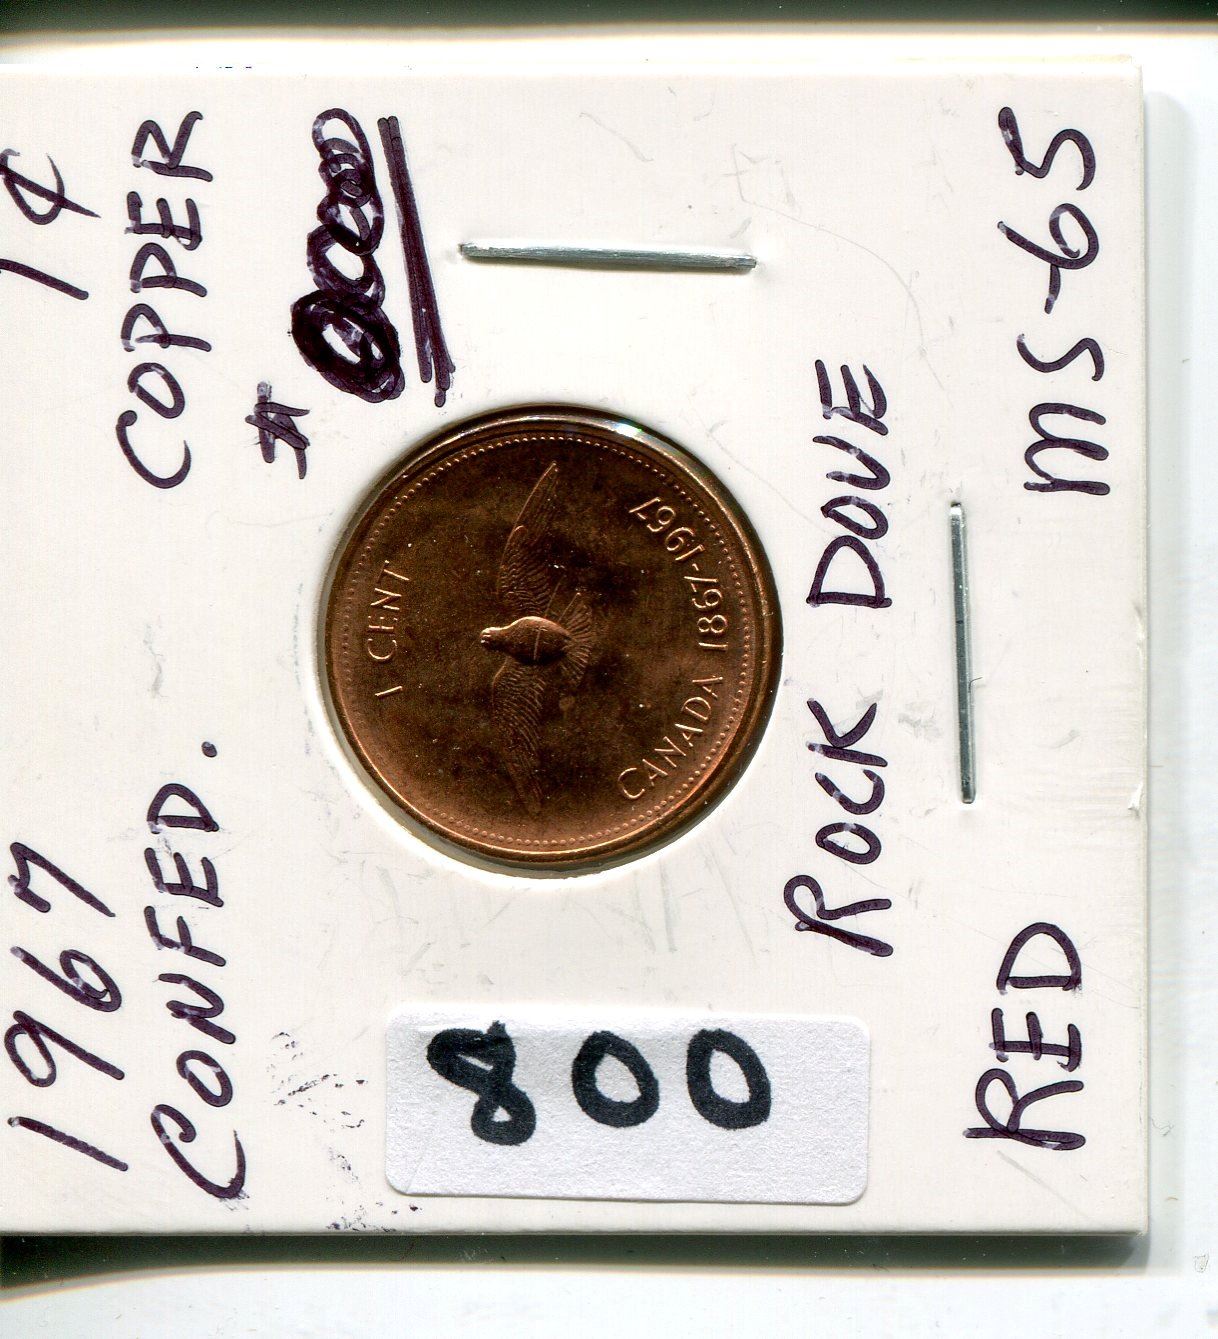 1967 1¢
CONFED. COPPER
#
1 CENT
CANADA 1867-1967
ROCK DOVE
RED MS-65
800